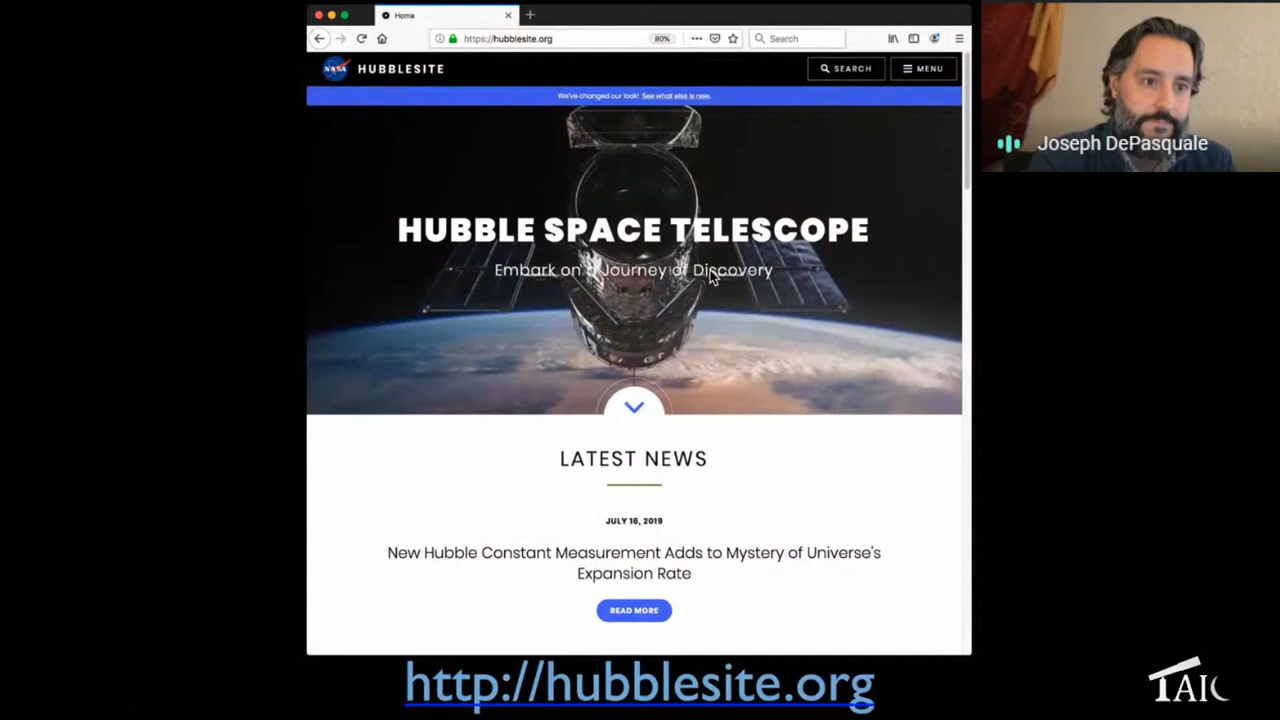 Home
https://hubblesite.org
80%
Search
NASA
HUBBLESITE
SEARCH
MENU
We've changed our look! See what else is new.
HUBBLE SPACE TELESCOPE
Embark on a Journey of Discovery
LATEST NEWS
JULY 16, 2019
New Hubble Constant Measurement Adds to Mystery of Universe's
Expansion Rate
READ MORE
Joseph DePasquale
http://hubblesite.org
TAIC